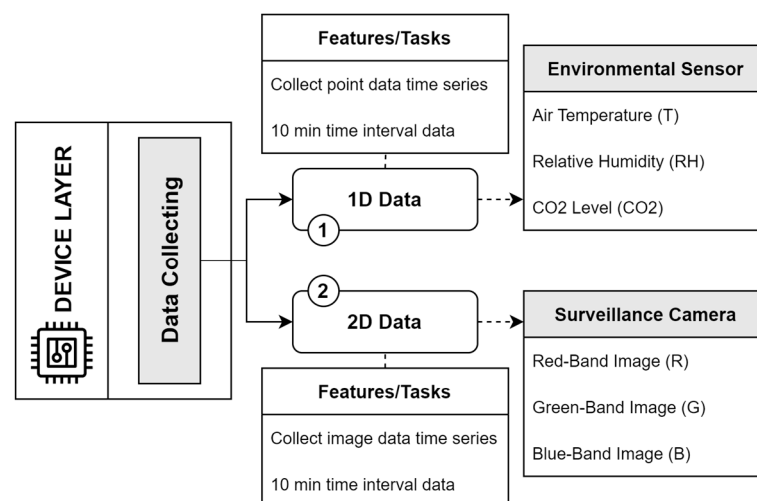 DEVICE LAYER
Data Collecting
Features/Tasks
Collect point data time series
10 min time interval data
1D Data
1
Environmental Sensor
Air Temperature (T)
Relative Humidity (RH)
CO2 Level (CO2)
2
2D Data
Features/Tasks
Collect image data time series
10 min time interval data
Surveillance Camera
Red-Band Image (R)
Green-Band Image (G)
Blue-Band Image (B)